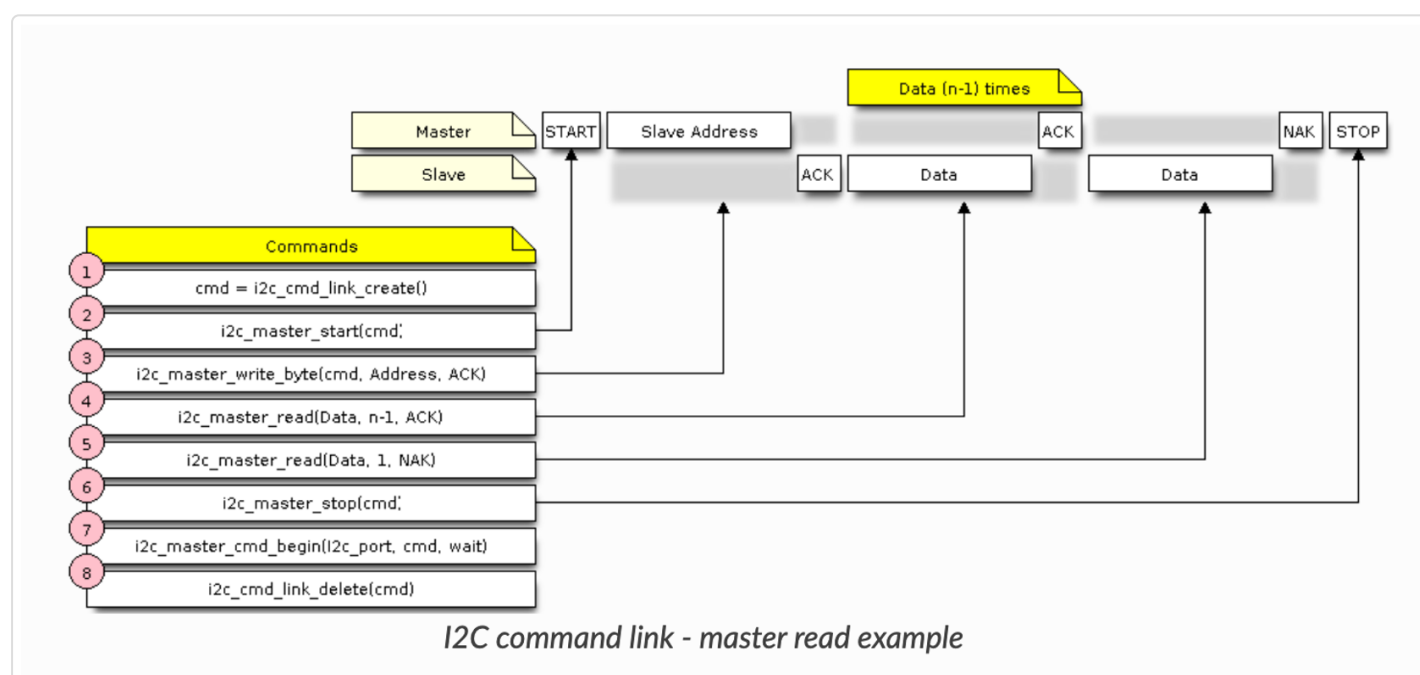 Data (n-1) times
Master START Slave Address ACK NAK STOP
Slave ACK Data Data
Commands
1
cmd = i2c_cmd_link_create()
2
i2c_master_start(cmd;
3
i2c_master_write_byte(cmd, Address, ACK)
4
i2c_master_read(Data, n-1, ACK)
5
i2c_master_read(Data, 1, NAK)
6
i2c_master_stop(cmd;
7
i2c_master_cmd_begin(I2c_port, cmd, wait)
8
i2c_cmd_link_delete(cmd)
I2C command link - master read example